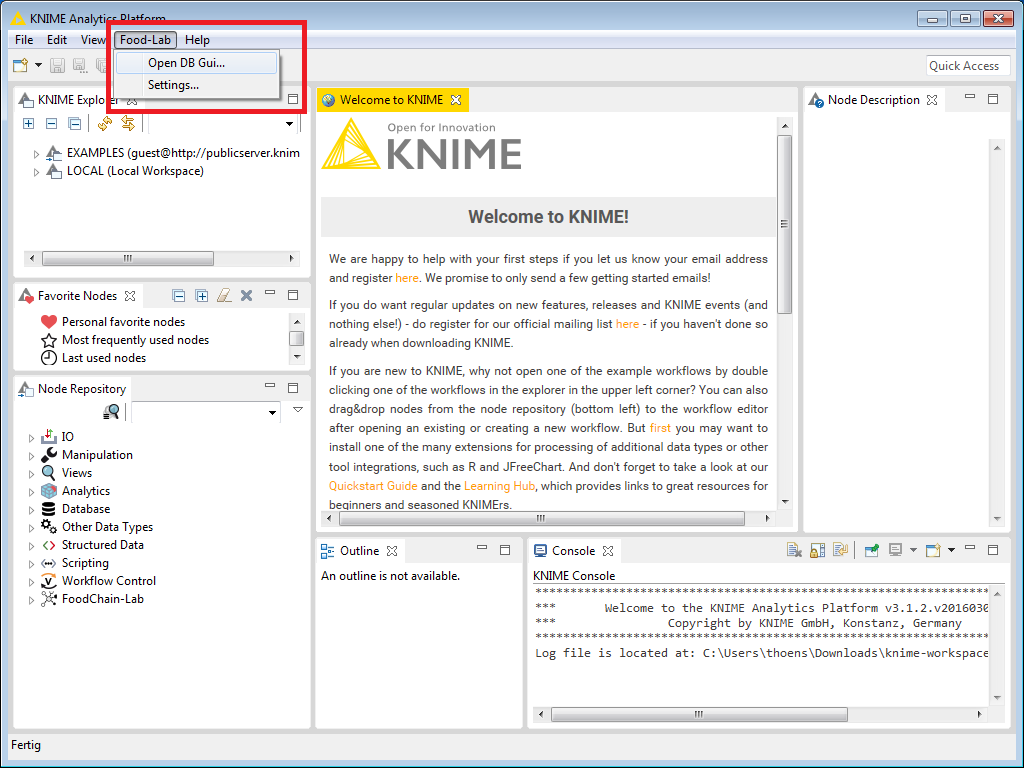 KNIME Analytics Platform
File Edit View Food-Lab Help
Open DB Gui...
Settings...
Quick Access
KNIME Explorer
EXAMPLES (guest@http://publicserver.knim
LOCAL (Local Workspace)
Favorite Nodes
Personal favorite nodes
Most frequently used nodes
Last used nodes
Node Repository
IO
Manipulation
Views
Analytics
Database
Other Data Types
Structured Data
Scripting
Workflow Control
FoodChain-Lab
Welcome to KNIME
Open for Innovation
KNIME
Welcome to KNIME!
We are happy to help with your first steps if you let us know your email address
and register here. We promise to only send a few getting started emails!
If you do want regular updates on new features, releases and KNIME events (and
nothing else!) - do register for our official mailing list here - if you haven't done so
already when downloading KNIME.
If you are new to KNIME, why not open one of the example workflows by double
clicking one of the workflows in the explorer in the upper left corner? You can also
drag&drop nodes from the node repository (bottom left) to the workflow editor
after opening an existing or creating a new workflow. But first you may want to
install one of the many extensions for processing of additional data types or other
tool integrations, such as R and JFreeChart. And don't forget to take a look at our
Quickstart Guide and the Learning Hub, which provides links to great resources for
beginners and seasoned KNIMErs.
Node Description
Outline
An outline is not available.
Console
KNIME Console
***************************************************************
*** Welcome to the KNIME Analytics Platform v3.1.2.v2016030
*** Copyright by KNIME GmbH, Konstanz, Germany
***************************************************************
Log file is located at: C:\Users\thoens\Downloads\knime-workspace
Fertig